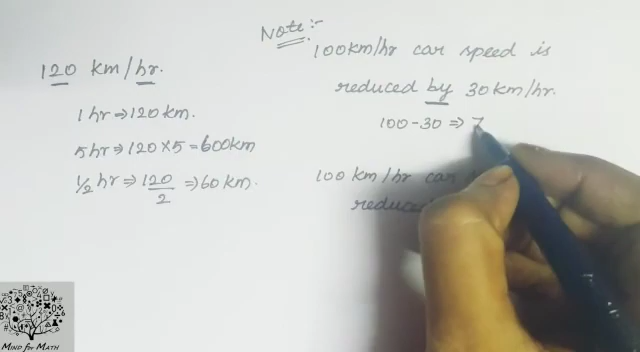 120 km/hr.
1 hr ⇒ 120 km.
5 hr ⇒ 120 × 5 = 600km
1/2 hr ⇒ 120/2 ⇒ 60 km.
Note:-
100km/hr car speed is
reduced by 30 km/hr.
100 - 30 ⇒ 7
100 km/hr car
reduced
MIND for MATH